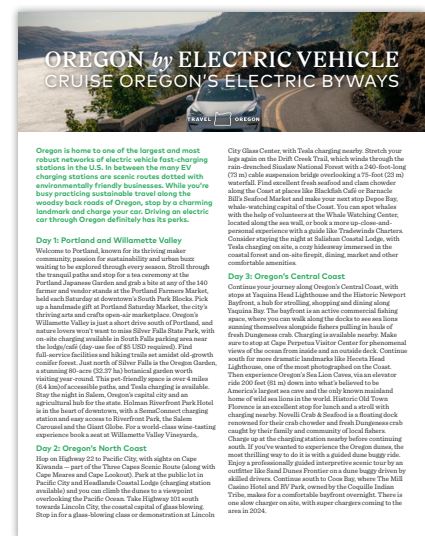 OREGON by ELECTRIC VEHICLE
CRUISE OREGON'S ELECTRIC BYWAYS
TRAVEL OREGON
Oregon is home to one of the largest and most
robust networks of electric vehicle fast-charging
stations in the U.S. In between the many EV
charging stations are scenic routes dotted with
environmentally friendly businesses. While you're
busy practicing sustainable travel along the
woodsy back roads of Oregon, stop by a charming
landmark and charge your car. Driving an electric
car through Oregon definitely has its perks.
Day 1: Portland and Willamette Valley
Welcome to Portland, known for its thriving maker
community, passion for sustainability and urban buzz
waiting to be explored through every season. Stroll through
the tranquil paths and stop for a tea ceremony at the
Portland Japanese Garden and grab a bite at any of the 140
farmer and vendor stands at the Portland Farmers Market,
held each Saturday at downtown's South Park Blocks. Pick
up a handmade gift at Portland Saturday Market, the city's
thriving arts and crafts open-air marketplace. Oregon's
Willamette Valley is just a short drive south of Portland, and
nature lovers won't want to miss Silver Falls State Park, with
on-site charging available in South Falls parking area near
the lodge/café (day-use fee of $5 USD required). Find
full-service facilities and hiking trails set amidst old-growth
conifer forest. Just north of Silver Falls is the Oregon Garden,
a stunning 80-acre (32.37 ha) botanical garden worth
visiting year-round. This pet-friendly space is over 4 miles
(6.4 km)of accessible paths, and Tesla charging is available.
Stay the night in Salem, Oregon's capital city and an
agricultural hub for the state. Holman Riverfront Park Hotel
is in the heart of downtown, with a SemaConnect charging
station and easy access to Riverfront Park, the Salem
Carousel and the Giant Globe. For a world-class wine-tasting
experience book a seat at Willamette Valley Vineyards,.
Day 2: Oregon's North Coast
Hop on Highway 22 to Pacific City, with sights on Cape
Kiwanda — part of the Three Capes Scenic Route (along with
Cape Meares and Cape Lookout). Park at the public lot in
Pacific City and Headlands Coastal Lodge (charging station
available) and you can climb the dunes to a viewpoint
overlooking the Pacific Ocean. Take Highway 101 south
towards Lincoln City, the coastal capital of glass blowing.
Stop in for a glass-blowing class or demonstration at Lincoln
City Glass Center, with Tesla charging nearby. Stretch your
legs again on the Drift Creek Trail, which winds through the
rain-drenched Siuslaw National Forest with a 240-foot-long
(73 m) cable suspension bridge overlooking a 75-foot (23 m)
waterfall. Find excellent fresh seafood and clam chowder
along the Coast at places like Blackfish Café or Barnacle
Bill's Seafood Market and make your next stop Depoe Bay,
whale-watching capital of the Coast. You can spot whales
with the help of volunteers at the Whale Watching Center,
located along the sea wall, or book a more up-close-and-
personal experience with a guide like Tradewinds Charters.
Consider staying the night at Salishan Coastal Lodge, with
Tesla charging on site, a cozy hideaway immersed in the
coastal forest and on-site firepit, dining, market and other
comfortable amenities.
Day 3: Oregon's Central Coast
Continue your journey along Oregon's Central Coast, with
stops at Yaquina Head Lighthouse and the Historic Newport
Bayfront, a hub for strolling, shopping and dining along
Yaquina Bay. The bayfront is an active commercial fishing
space, where you can walk along the docks to see sea lions
sunning themselves alongside fishers pulling in hauls of
fresh Dungeness crab. Charging is available nearby. Make
sure to stop at Cape Perpetua Visitor Center for phenomenal
views of the ocean from inside and an outside deck. Continue
south for more dramatic landmarks like Heceta Head
Lighthouse, one of the most photographed on the Coast.
Then experience Oregon's Sea Lion Caves, via an elevator
ride 200 feet (61 m) down into what's believed to be
America's largest sea cave and the only known mainland
home of wild sea lions in the world. Historic Old Town
Florence is an excellent stop for lunch and a stroll with
charging nearby. Novelli Crab & Seafood is a floating dock
renowned for their crab chowder and fresh Dungeness crab
caught by their family and community of local fishers.
Charge up at the charging station nearby before continuing
south. If you've wanted to experience the Oregon dunes, the
most thrilling way to do it is with a guided dune buggy ride.
Enjoy a professionally guided interpretive scenic tour by an
outfitter like Sand Dunes Frontier on a dune buggy driven by
skilled drivers. Continue south to Coos Bay, where The Mill
Casino Hotel and RV Park, owned by the Coquille Indian
Tribe, makes for a comfortable bayfront overnight. There is
one slow charger on site, with super chargers coming to the
area in 2024.